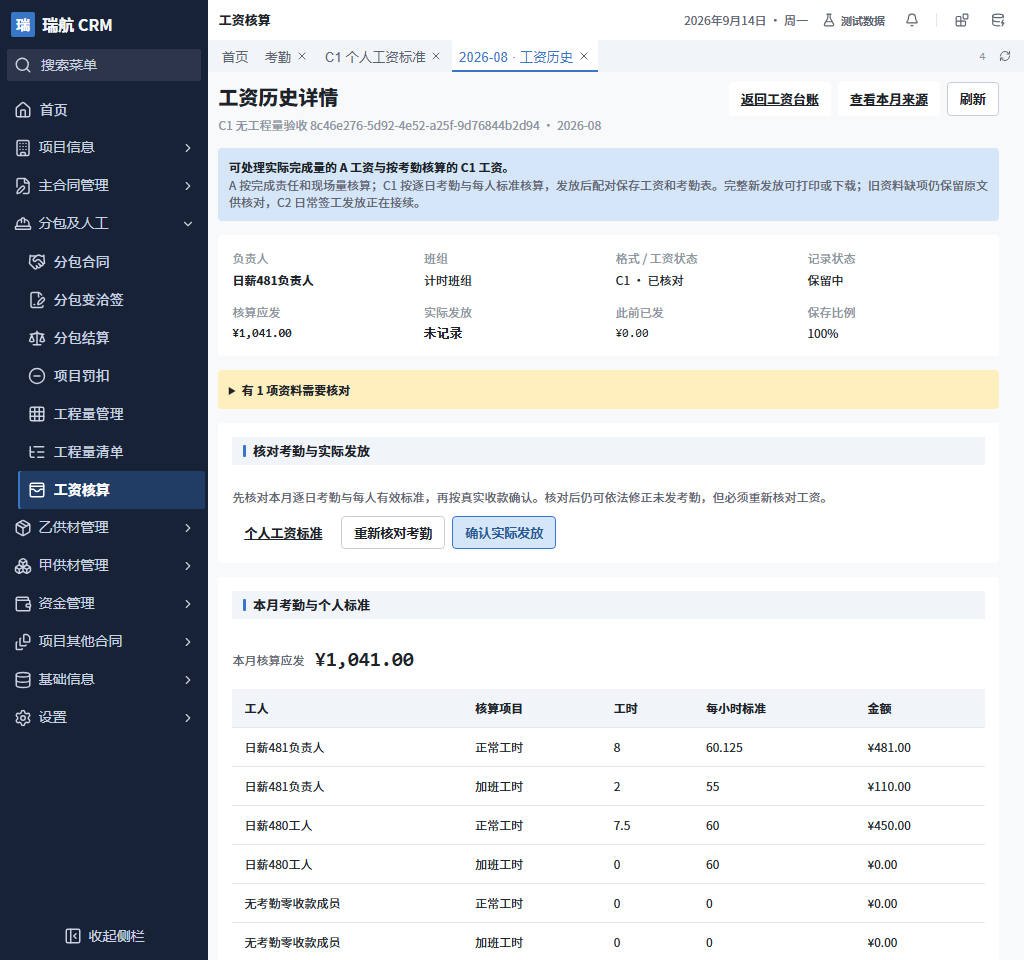 瑞 瑞航 CRM
搜索菜单
首页
项目信息
主合同管理
分包及人工
分包合同
分包变洽签
分包结算
项目罚扣
工程量管理
工程量清单
工资核算
乙供材管理
甲供材管理
资金管理
项目其他合同
基础信息
设置
收起侧栏
工资核算
2026年9月14日 · 周一 测试数据
首页 考勤 × C1 个人工资标准 × 2026-08 · 工资历史 × 4
工资历史详情
返回工资台账 查看本月来源 刷新
C1 无工程量验收 8c46e276-5d92-4e52-a25f-9d76844b2d94 · 2026-08
可处理实际完成量的 A 工资与按考勤核算的 C1 工资。
A 按完成责任和现场量核算；C1 按逐日考勤与每人标准核算，发放后配对保存工资和考勤表。完整新发放可打印或下载；旧资料缺项仍保留原文
供核对，C2 日常签工发放正在接续。
负责人 班组 格式 / 工资状态 记录状态
日薪481负责人 计时班组 C1 · 已核对 保留中
核算应发 实际发放 此前已发 保存比例
¥1,041.00 未记录 ¥0.00 100%
▶ 有 1 项资料需要核对
核对考勤与实际发放
先核对本月逐日考勤与每人有效标准，再按真实收款确认。核对后仍可依法修正未发考勤，但必须重新核对工资。
个人工资标准 重新核对考勤 确认实际发放
本月考勤与个人标准
本月核算应发 ¥1,041.00
工人 核算项目 工时 每小时标准 金额
日薪481负责人 正常工时 8 60.125 ¥481.00
日薪481负责人 加班工时 2 55 ¥110.00
日薪480工人 正常工时 7.5 60 ¥450.00
日薪480工人 加班工时 0 60 ¥0.00
无考勤零收款成员 正常工时 0 0 ¥0.00
无考勤零收款成员 加班工时 0 0 ¥0.00